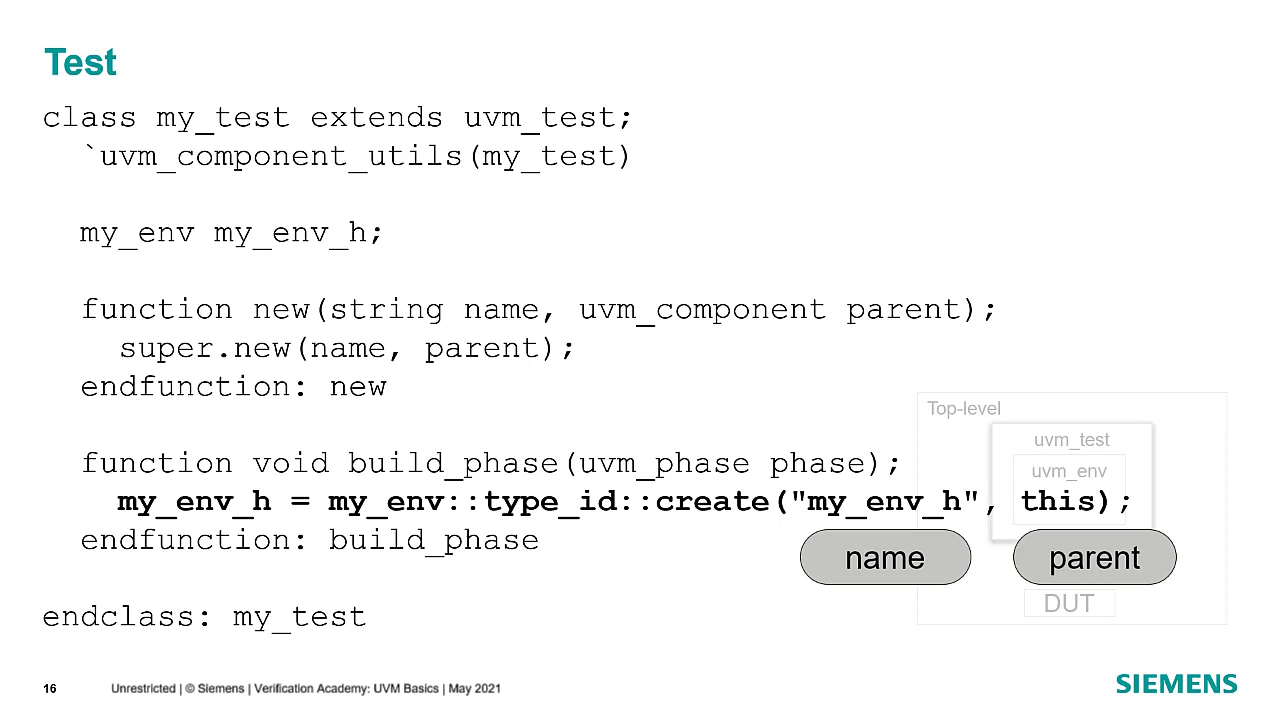 Test
class my_test extends uvm_test;
`uvm_component_utils(my_test)
my_env my_env_h;
function new(string name, uvm_component parent);
super.new(name, parent);
endfunction: new
Top-level
uvm_test
uvm_env
function void build_phase(uvm_phase phase);
my_env_h = my_env::type_id::create("my_env_h", this);
endfunction: build_phase
name
parent
DUT
endclass: my_test
16
Unrestricted | © Siemens | Verification Academy: UVM Basics | May 2021
SIEMENS